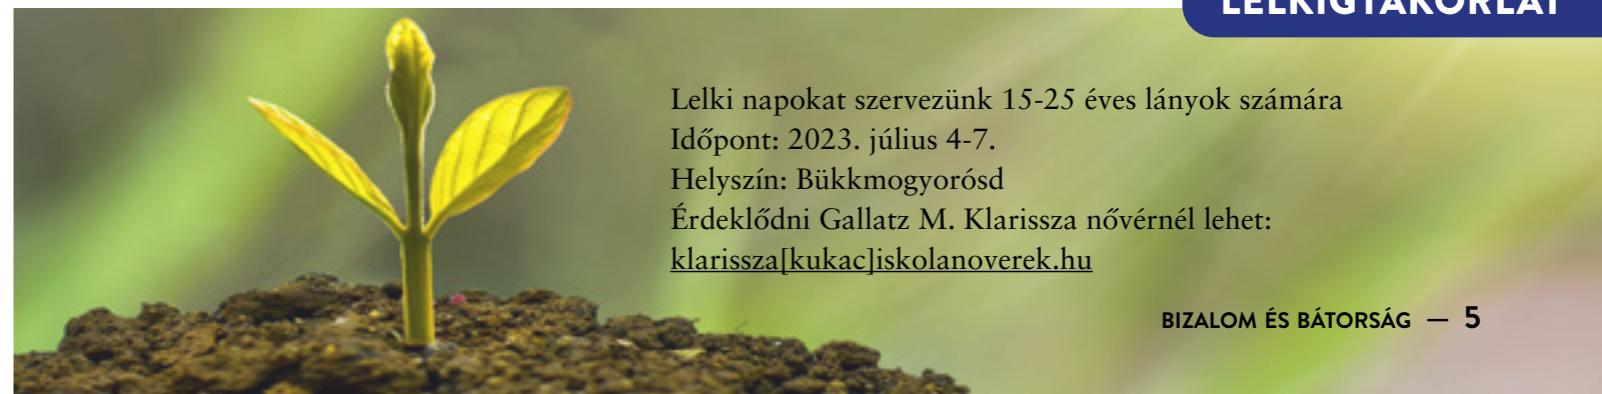 LELKIGYAKORLAT
Lelki napokat szervezünk 15-25 éves lányok számára
Időpont: 2023. július 4-7.
Helyszín: Bükkmogyorósd
Érdeklődni Gallatz M. Klarissza nővérnél lehet:
klarissza[kukac]iskolanoverek.hu
BIZALOM ÉS BÁTORSÁG — 5